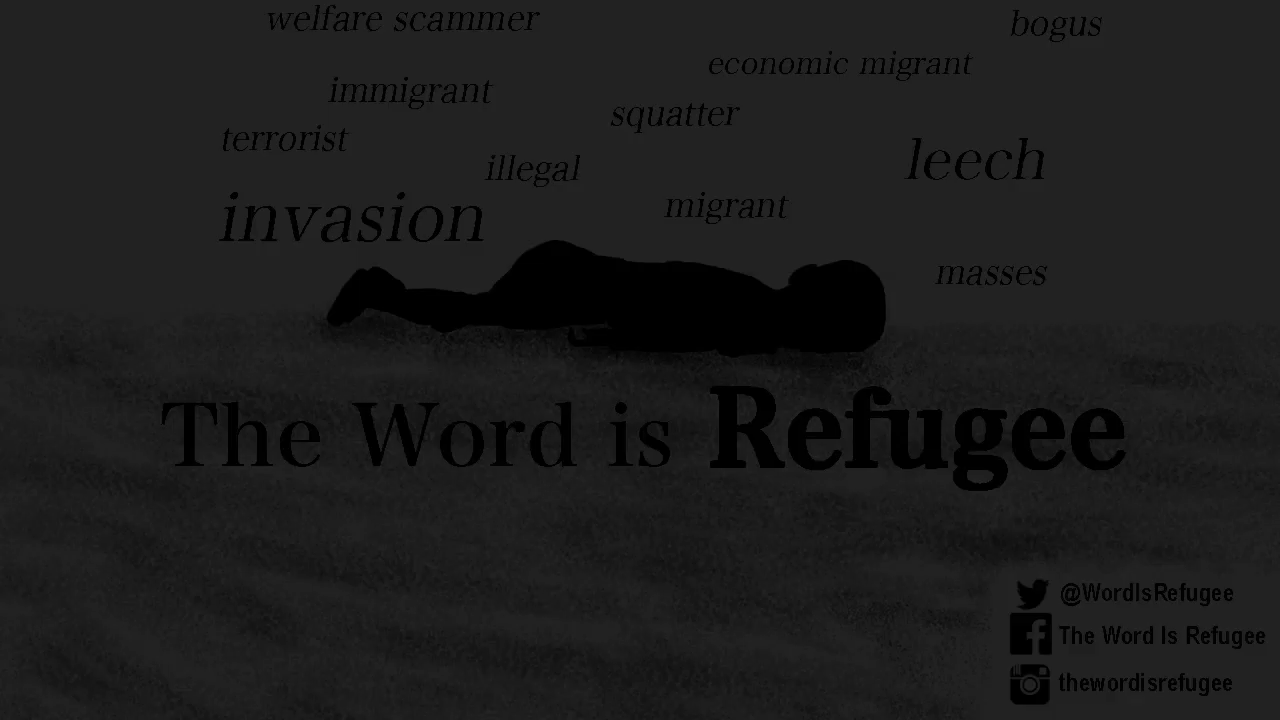 welfare scammer
bogus
economic migrant
immigrant
squatter
terrorist
leech
illegal
migrant
invasion
masses
The Word is Refugee
@WordIsRefugee
The Word Is Refugee
thewordisrefugee